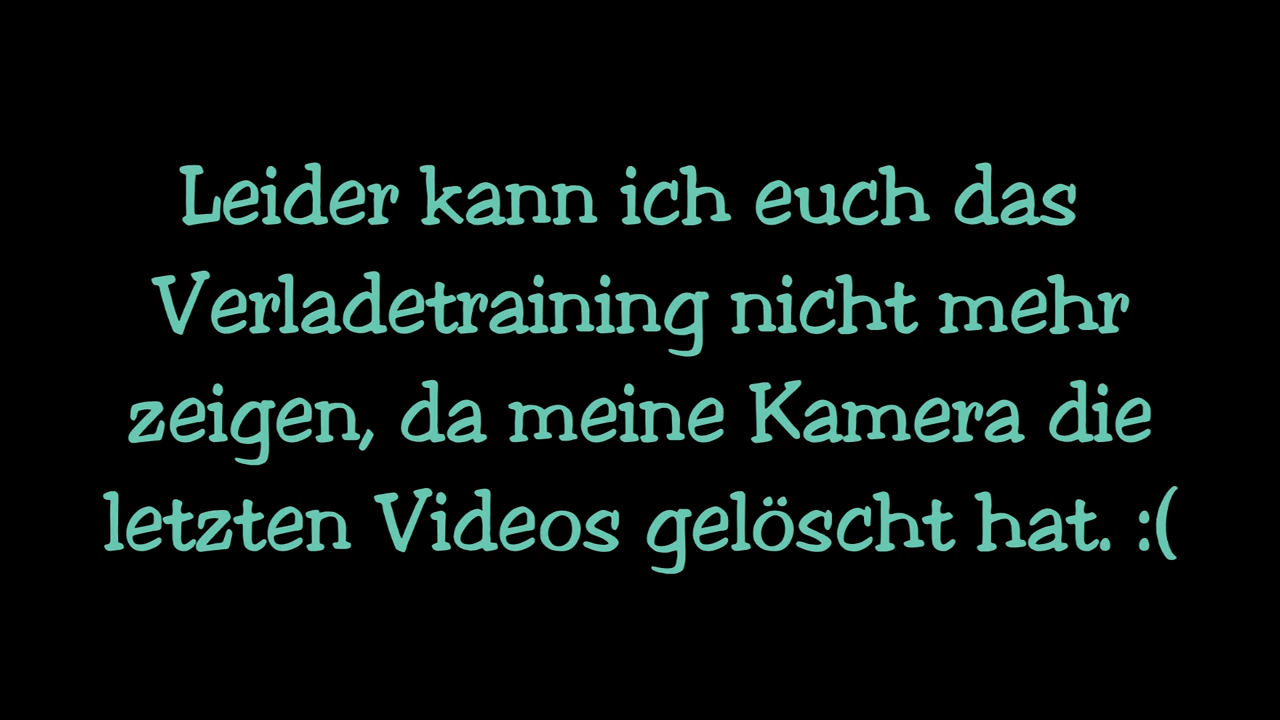 Leider kann ich euch das
Verladetraining nicht mehr
zeigen, da meine Kamera die
letzten Videos gelöscht hat. :(